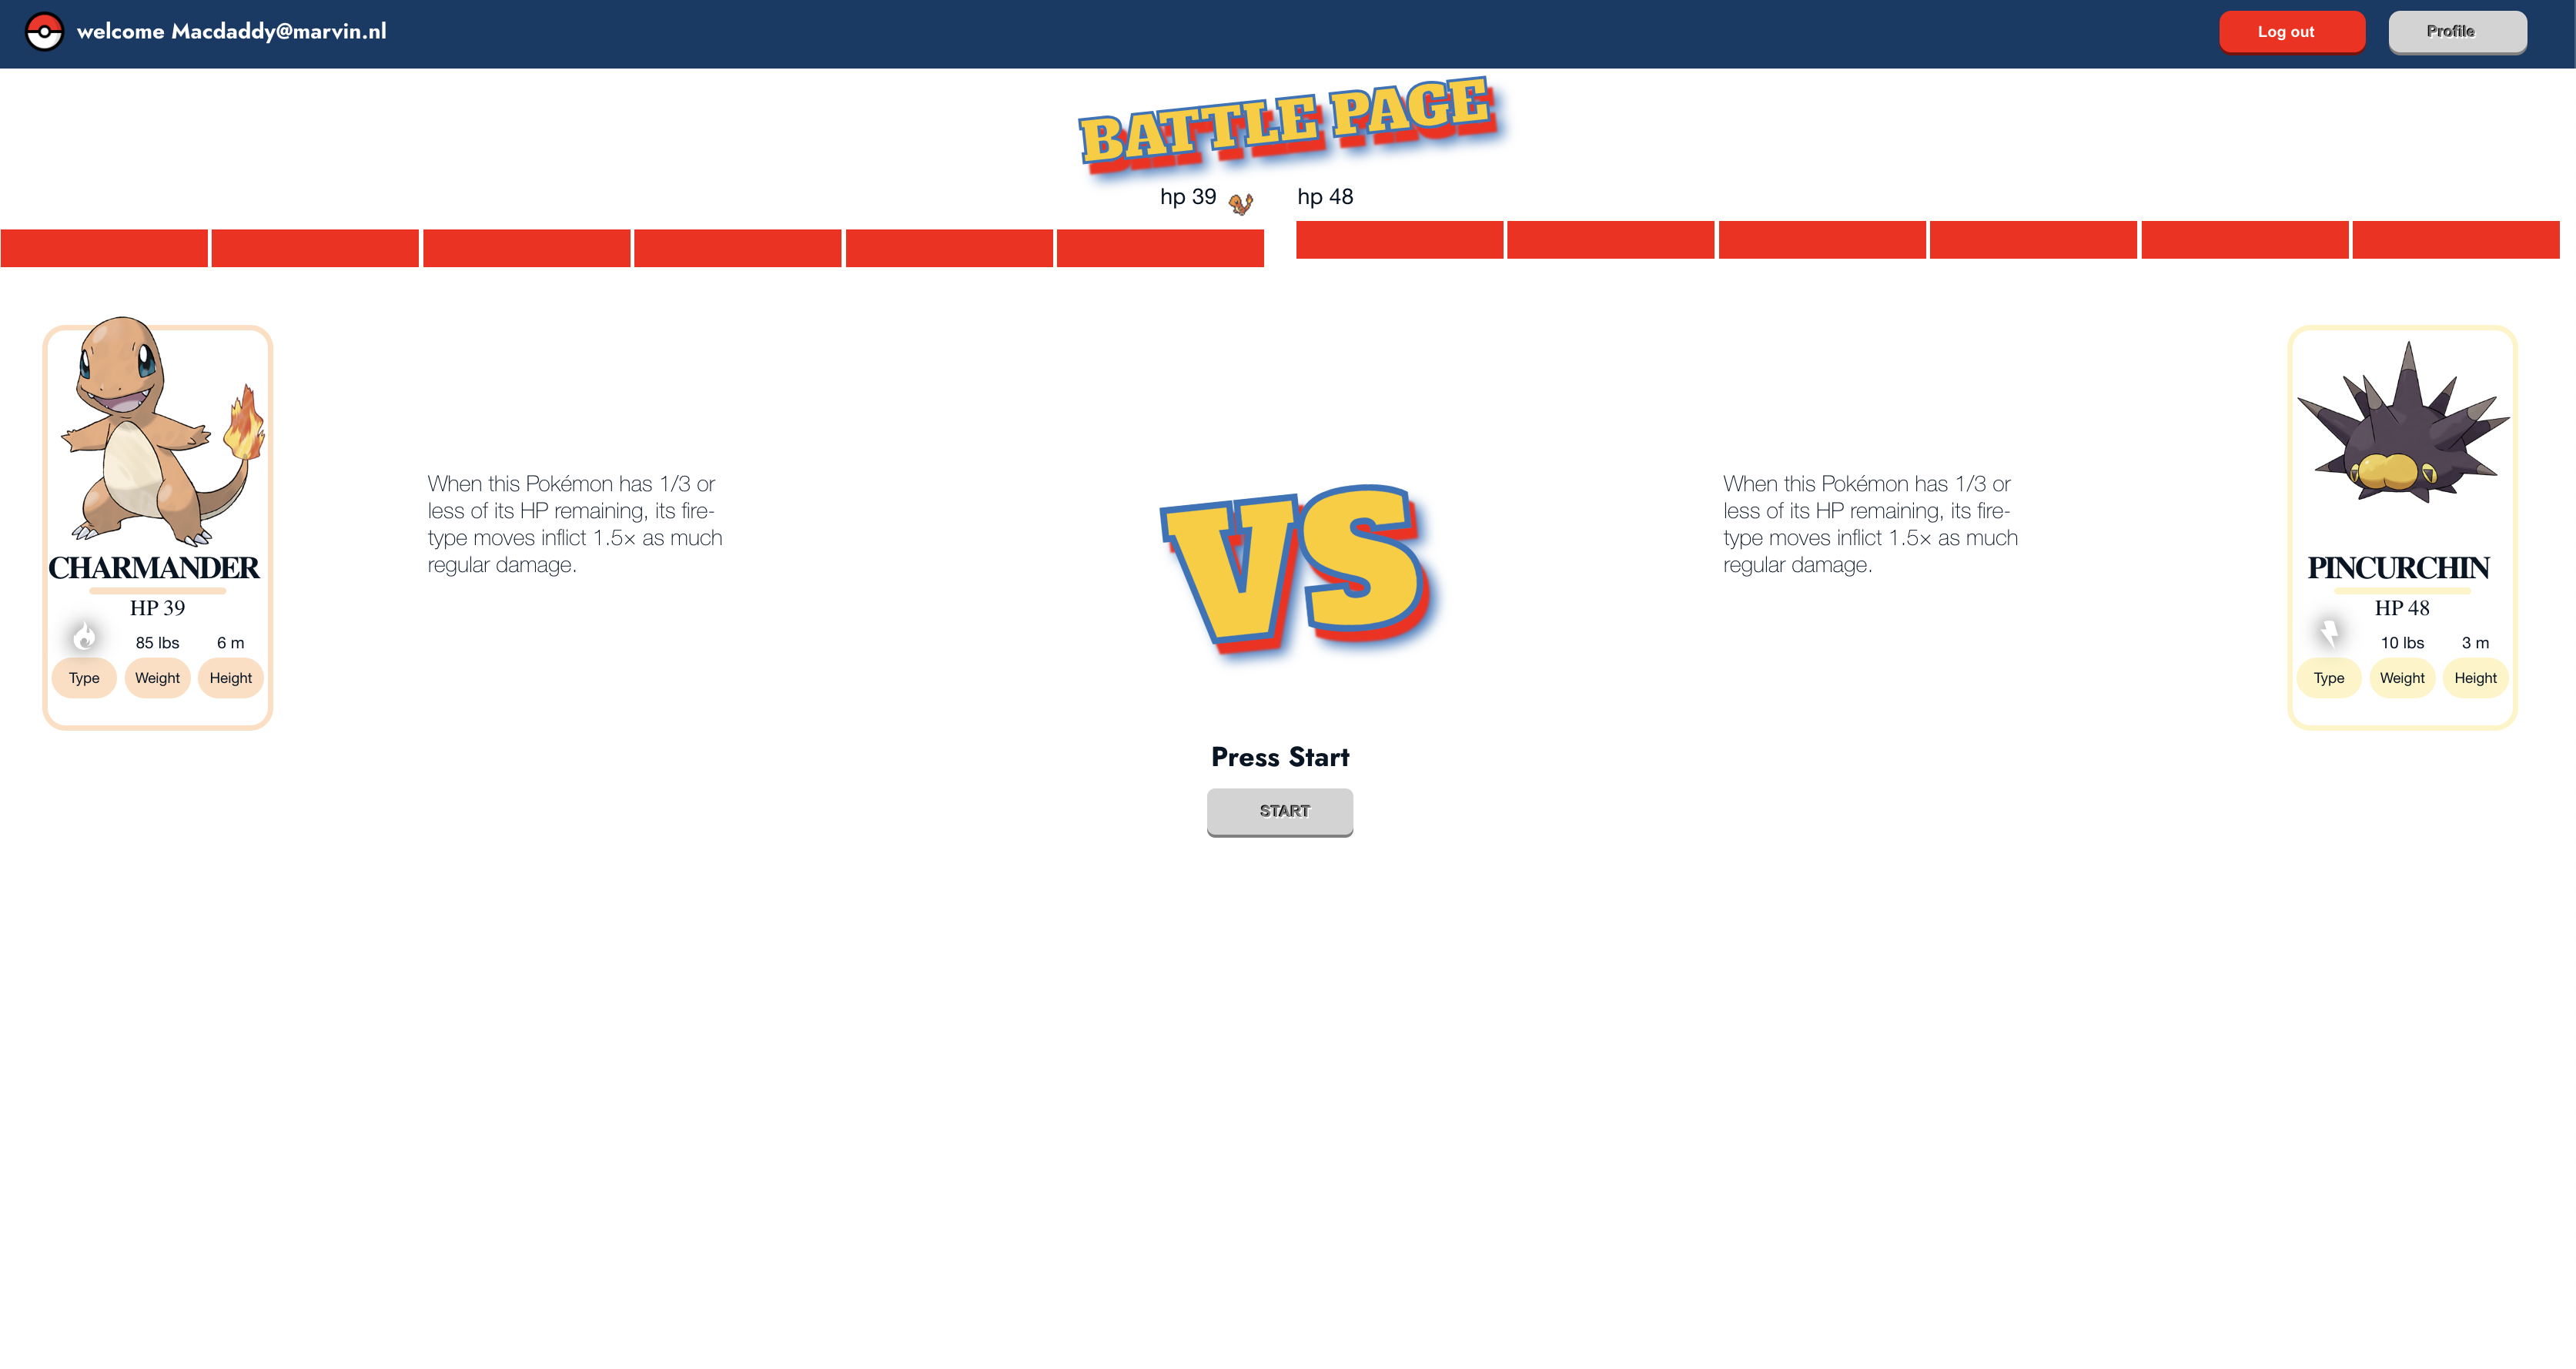 welcome Macdaddy@marvin.nl
Log out
Profile
BATTLE PAGE
hp 39
hp 48
When this Pokémon has 1/3 or
less of its HP remaining, its fire-
type moves inflict 1.5× as much
regular damage.
CHARMANDER
HP 39
85 lbs
6 m
Type
Weight
Height
VS
When this Pokémon has 1/3 or
less of its HP remaining, its fire-
type moves inflict 1.5× as much
regular damage.
PINCURCHIN
HP 48
10 lbs
3 m
Type
Weight
Height
Press Start
START